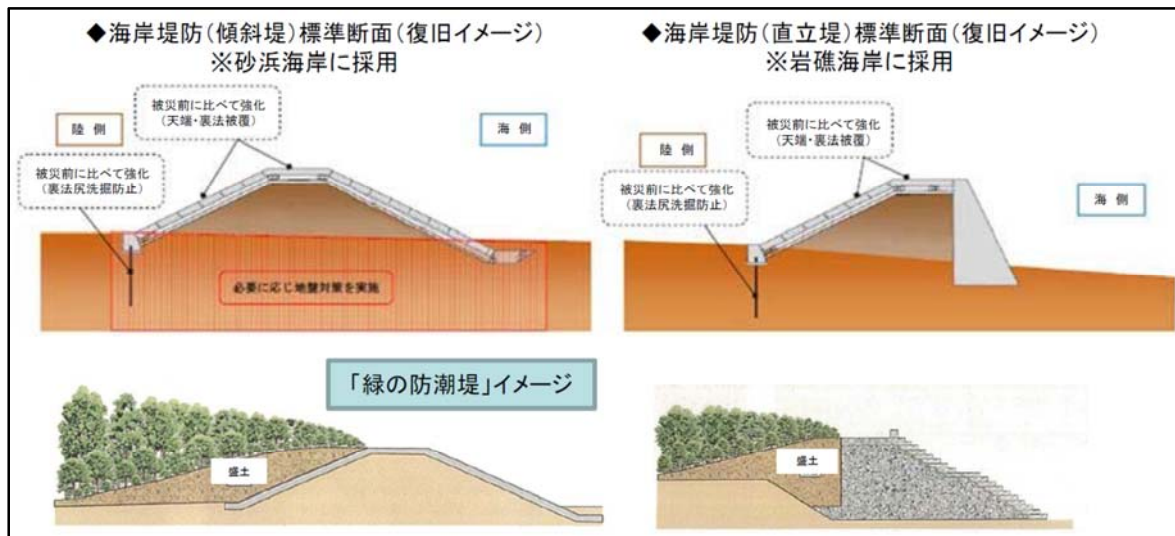 ◆海岸堤防(傾斜堤)標準断面(復旧イメージ)
※砂浜海岸に採用
被災前に比べて強化
(天端・裏法被覆)
陸 側
海 側
被災前に比べて強化
(裏法尻洗掘防止)
必要に応じ地盤対策を実施
◆海岸堤防(直立堤)標準断面(復旧イメージ)
※岩礁海岸に採用
被災前に比べて強化
(天端・裏法被覆)
陸 側
被災前に比べて強化
(裏法尻洗掘防止)
海 側
「緑の防潮堤」イメージ
盛土
盛土